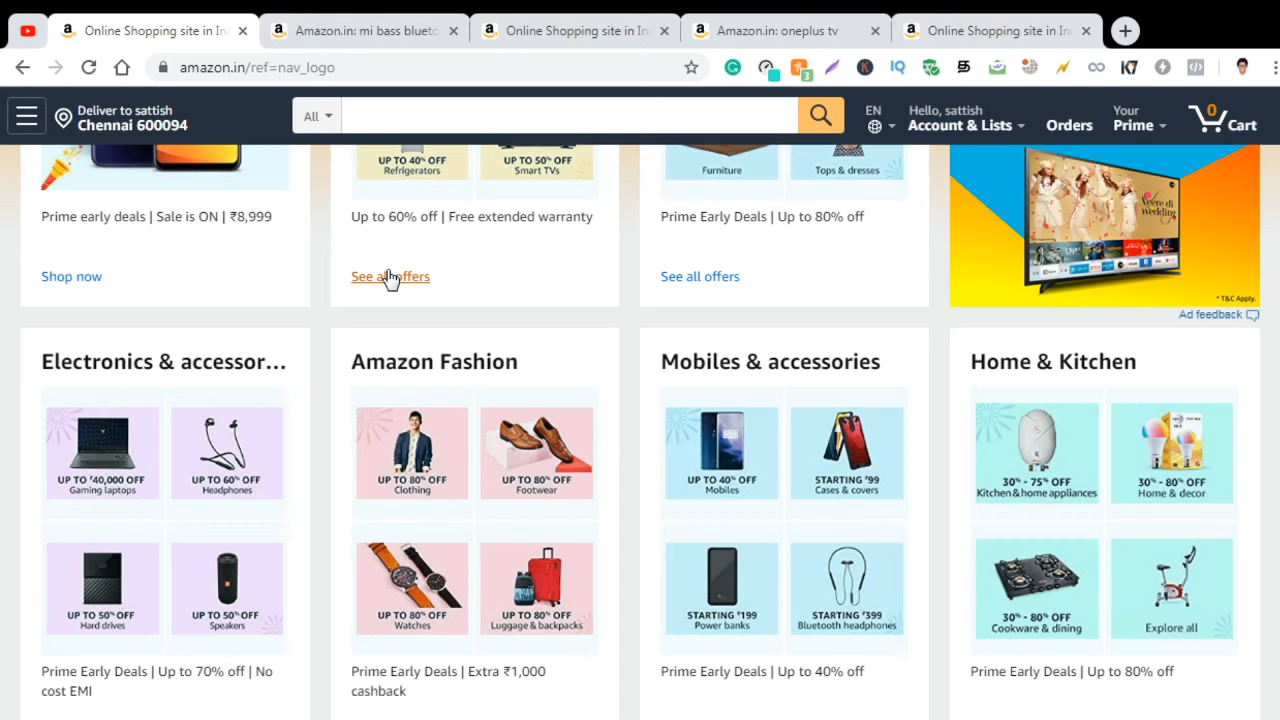 Online Shopping site in In
Amazon.in: mi bass blueto
Online Shopping site in In
Amazon.in: oneplus tv
Online Shopping site in In
amazon.in/ref=nav_logo
3
Deliver to sattish
Chennai 600094
All
EN
Hello, sattish
Account & Lists
Orders
Your
Prime
0
Cart
UP TO 40% OFF
Refrigerators
UP TO 50% OFF
Smart TVs
Furniture
Tops & dresses
Veere di
wedding
* T&C Apply.
Prime early deals | Sale is ON | ₹8,999
Up to 60% off | Free extended warranty
Prime Early Deals | Up to 80% off
Shop now
See all offers
See all offers
Ad feedback
Electronics & accessor...
Amazon Fashion
Mobiles & accessories
Home & Kitchen
UP TO ₹40,000 OFF
Gaming laptops
UP TO 60% OFF
Headphones
UP TO 80% OFF
Clothing
UP TO 80% OFF
Footwear
UP TO 40% OFF
Mobiles
STARTING ₹99
Cases & covers
30% - 75% OFF
Kitchen & home appliances
30% - 80% OFF
Home & decor
UP TO 50% OFF
Hard drives
UP TO 50% OFF
Speakers
UP TO 80% OFF
Watches
UP TO 80% OFF
Luggage & backpacks
STARTING ₹199
Power banks
STARTING ₹399
Bluetooth headphones
30% - 80% OFF
Cookware & dining
Explore all
Prime Early Deals | Up to 70% off | No
cost EMI
Prime Early Deals | Extra ₹1,000
cashback
Prime Early Deals | Up to 40% off
Prime Early Deals | Up to 80% off